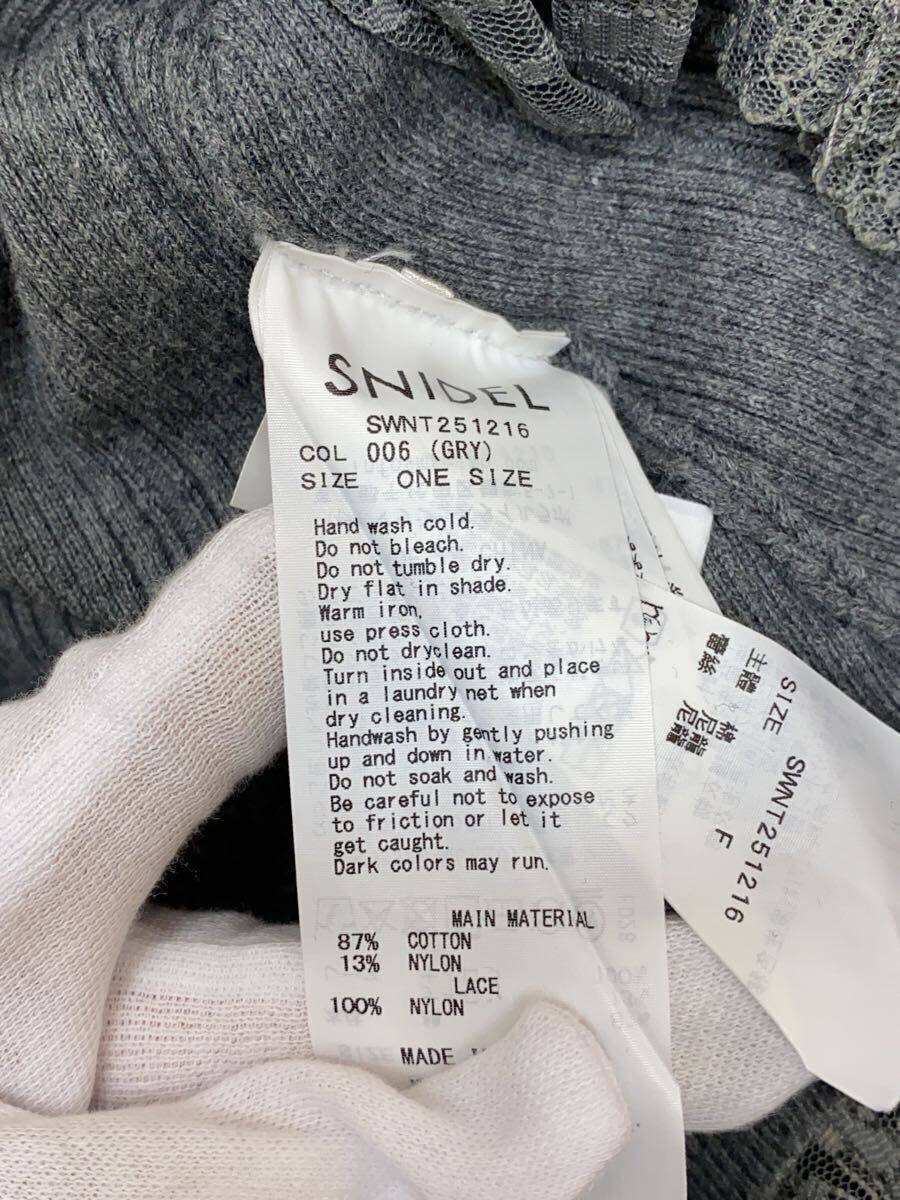 SNIDEL
SWNT251216
COL 006 (GRY)
SIZE ONE SIZE
Hand wash cold.
Do not bleach.
Do not tumble dry.
Dry flat in shade.
Warm iron,
use press cloth.
Do not dryclean.
Turn inside out and place
in a laundry net when
dry cleaning.
Handwash by gently pushing
up and down in water.
Do not soak and wash.
Be careful not to expose
to friction or let it
get caught.
Dark colors may run.
MAIN MATERIAL
87% COTTON
13% NYLON
LACE
100% NYLON
MADE
SIZE F
SWNT251216
主體 棉
尼龍
蕾絲 尼龍